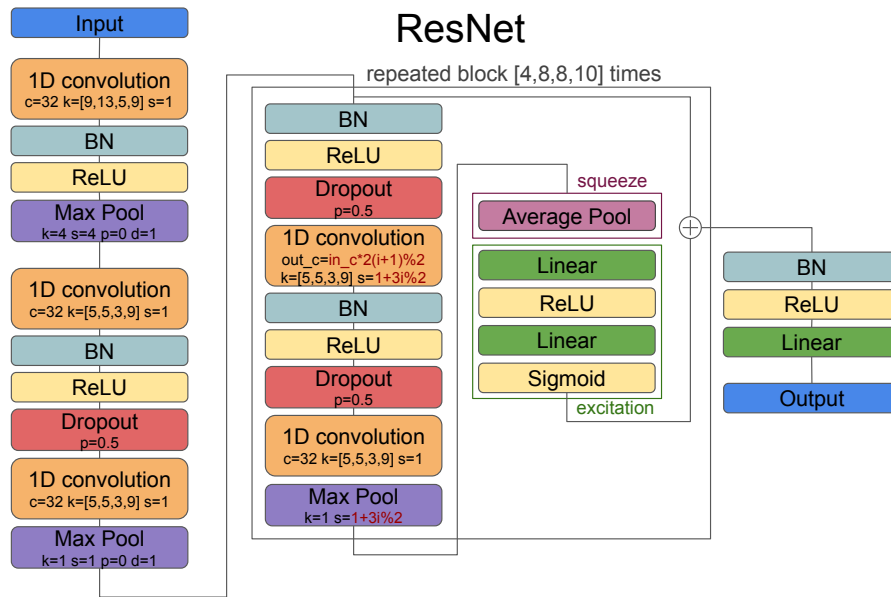 ResNet
Input
1D convolution
c=32 k=[9,13,5,9] s=1
BN
ReLU
Max Pool
k=4 s=4 p=0 d=1
1D convolution
c=32 k=[5,5,3,9] s=1
BN
ReLU
Dropout
p=0.5
1D convolution
c=32 k=[5,5,3,9] s=1
Max Pool
k=1 s=1 p=0 d=1
repeated block [4,8,8,10] times
BN
ReLU
Dropout
p=0.5
1D convolution
out_c=in_c*2(i+1)%2
k=[5,5,3,9] s=1+3i%2
BN
ReLU
Dropout
p=0.5
1D convolution
c=32 k=[5,5,3,9] s=1
Max Pool
k=1 s=1+3i%2
squeeze
Average Pool
Linear
ReLU
Linear
Sigmoid
excitation
BN
ReLU
Linear
Output